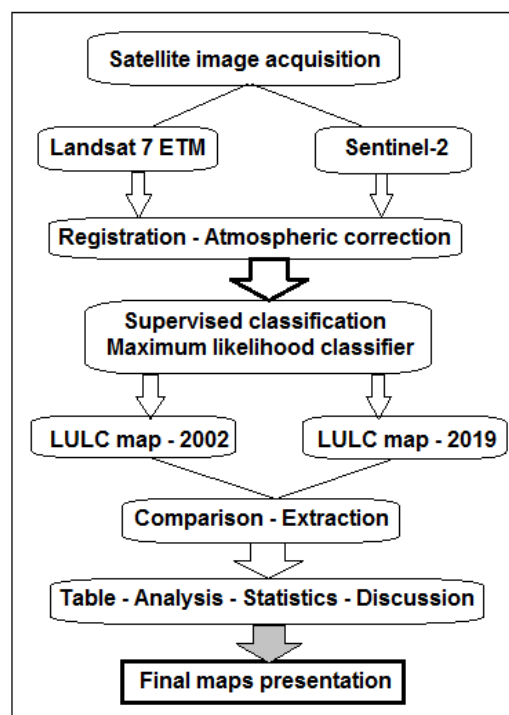 Satellite image acquisition
Landsat 7 ETM
Sentinel-2
Registration - Atmospheric correction
Supervised classification
Maximum likelihood classifier
LULC map - 2002
LULC map - 2019
Comparison - Extraction
Table - Analysis - Statistics - Discussion
Final maps presentation